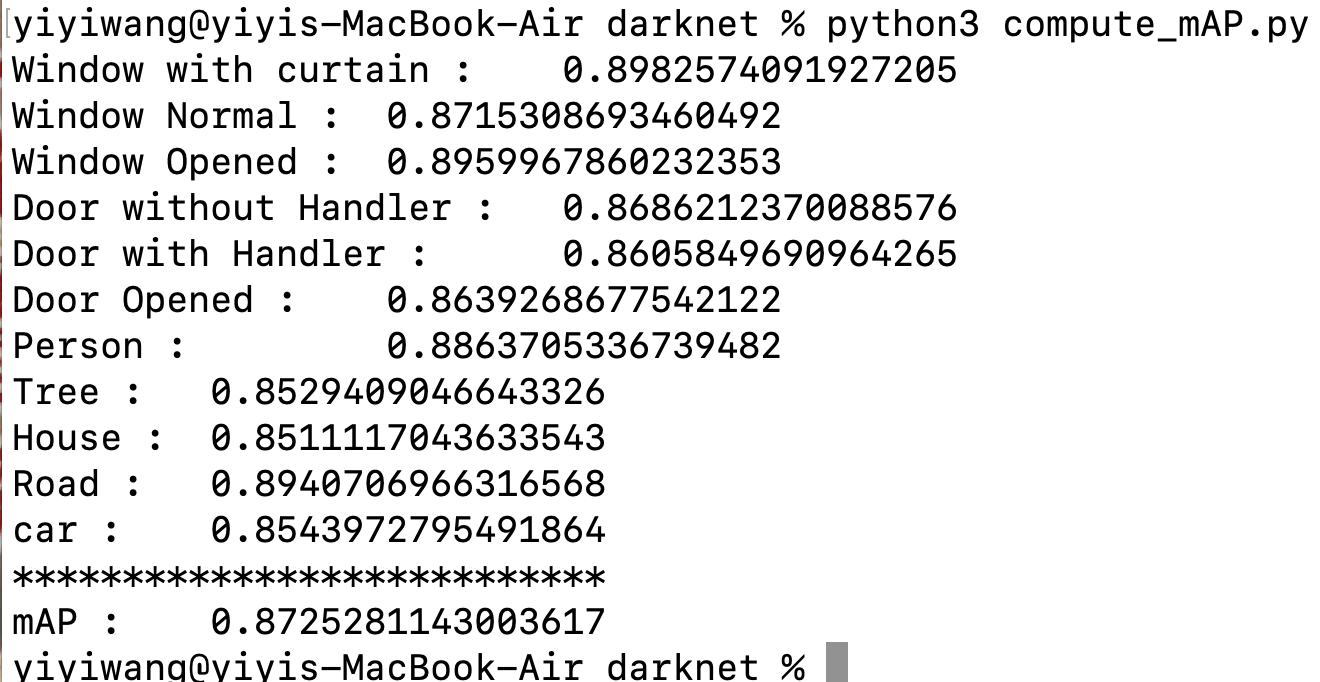 yiyiwang@yiyis-MacBook-Air darknet % python3 compute_mAP.py
Window with curtain : 0.8982574091927205
Window Normal : 0.8715308693460492
Window Opened : 0.8959967860232353
Door without Handler : 0.8686212370088576
Door with Handler : 0.8605849690964265
Door Opened : 0.8639268677542122
Person : 0.8863705336739482
Tree : 0.8529409046643326
House : 0.8511117043633543
Road : 0.8940706966316568
car : 0.8543972795491864
***************************
mAP : 0.8725281143003617
yiyiwang@yiyis-MacBook-Air darknet %